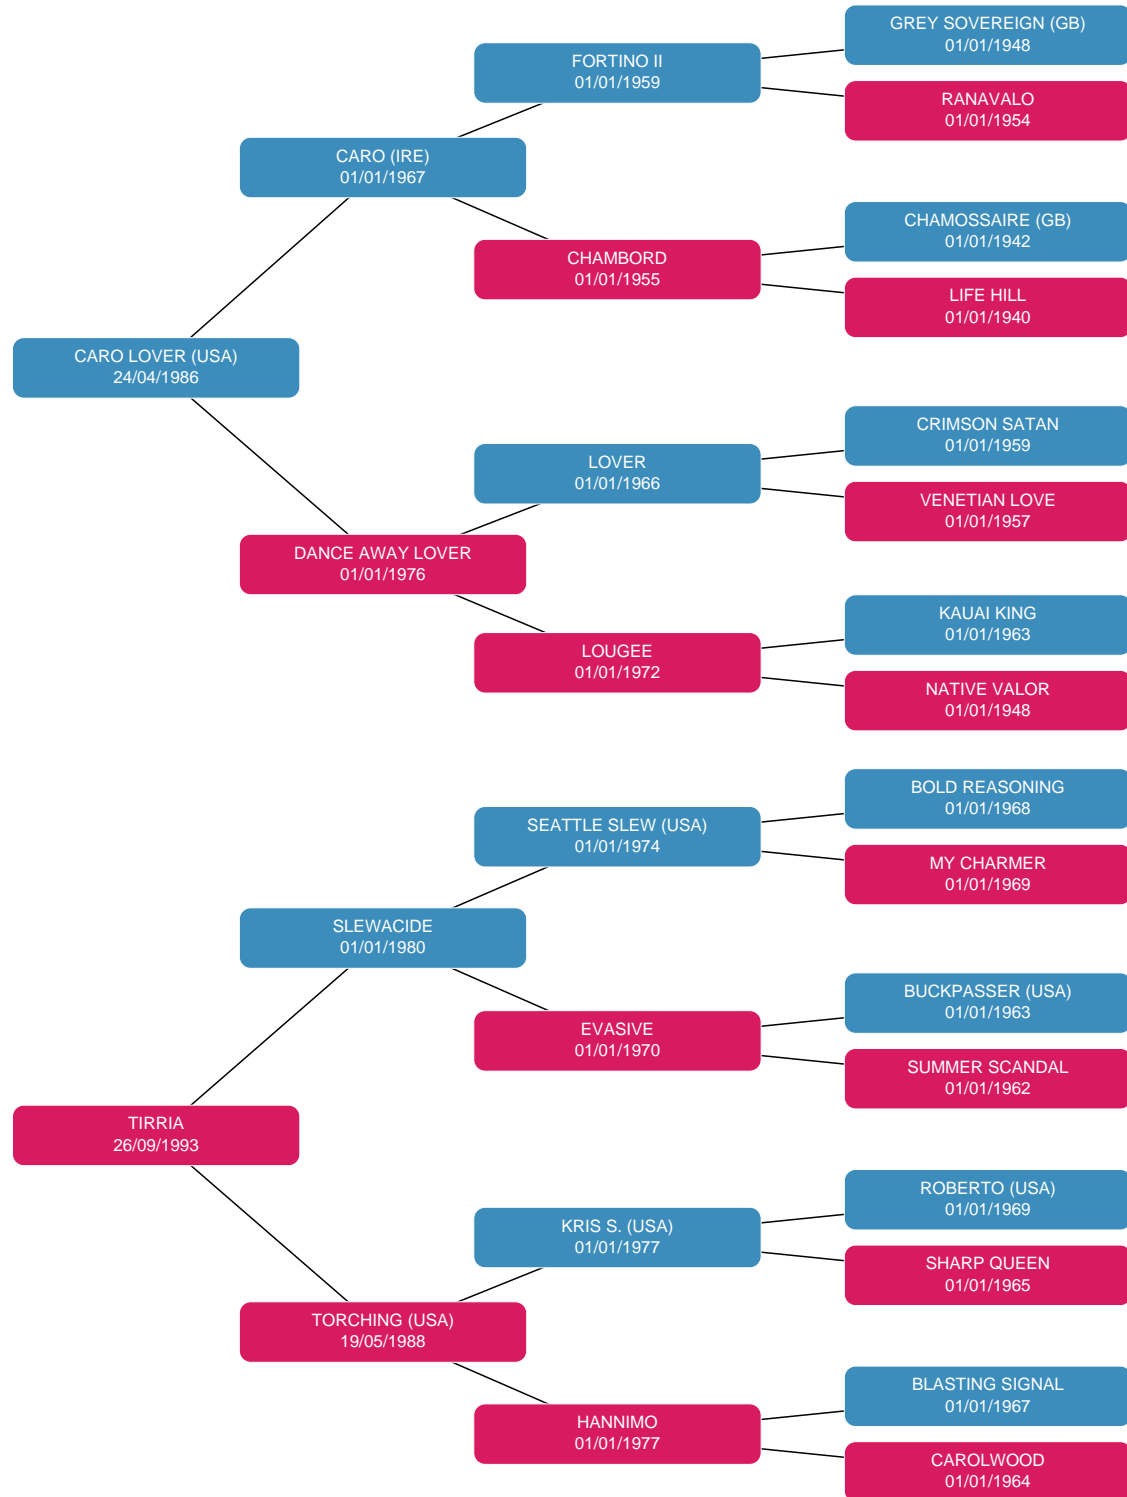 GREY SOVEREIGN (GB)
01/01/1948
FORTINO II
01/01/1959
RANAVALO
01/01/1954
CARO (IRE)
01/01/1967
CHAMOSSAIRE (GB)
01/01/1942
CHAMBORD
01/01/1955
LIFE HILL
01/01/1940
CARO LOVER (USA)
24/04/1986
CRIMSON SATAN
01/01/1959
LOVER
01/01/1966
VENETIAN LOVE
01/01/1957
DANCE AWAY LOVER
01/01/1976
KAUAI KING
01/01/1963
LOUGEE
01/01/1972
NATIVE VALOR
01/01/1948
BOLD REASONING
01/01/1968
SEATTLE SLEW (USA)
01/01/1974
MY CHARMER
01/01/1969
SLEWACIDE
01/01/1980
BUCKPASSER (USA)
01/01/1963
EVASIVE
01/01/1970
SUMMER SCANDAL
01/01/1962
TIRRIA
26/09/1993
ROBERTO (USA)
01/01/1969
KRIS S. (USA)
01/01/1977
SHARP QUEEN
01/01/1965
TORCHING (USA)
19/05/1988
BLASTING SIGNAL
01/01/1967
HANNIMO
01/01/1977
CAROLWOOD
01/01/1964